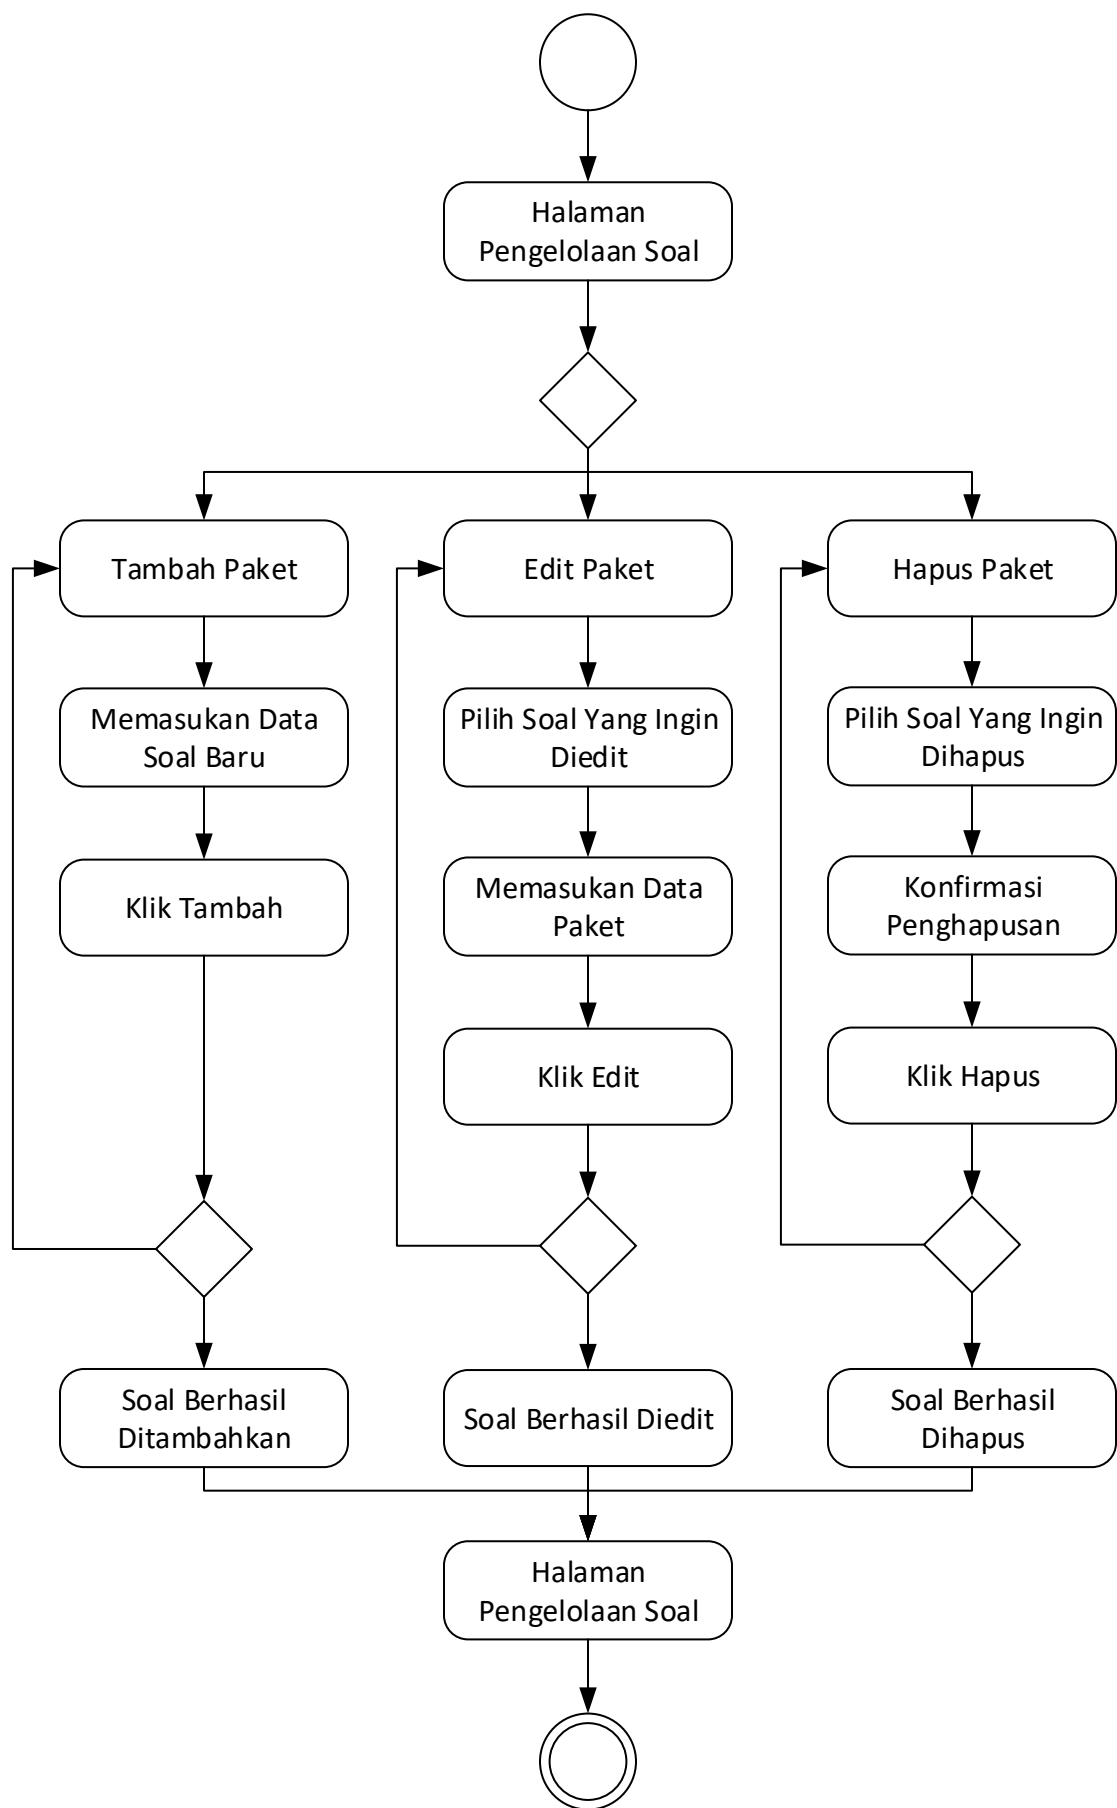 Halaman
Pengelolaan Soal
Tambah Paket
Edit Paket
Hapus Paket
Memasukan Data
Soal Baru
Pilih Soal Yang Ingin
Diedit
Pilih Soal Yang Ingin
Dihapus
Klik Tambah
Memasukan Data
Paket
Konfirmasi
Penghapusan
Klik Edit
Klik Hapus
Soal Berhasil
Ditambahkan
Soal Berhasil Diedit
Soal Berhasil
Dihapus
Halaman
Pengelolaan Soal